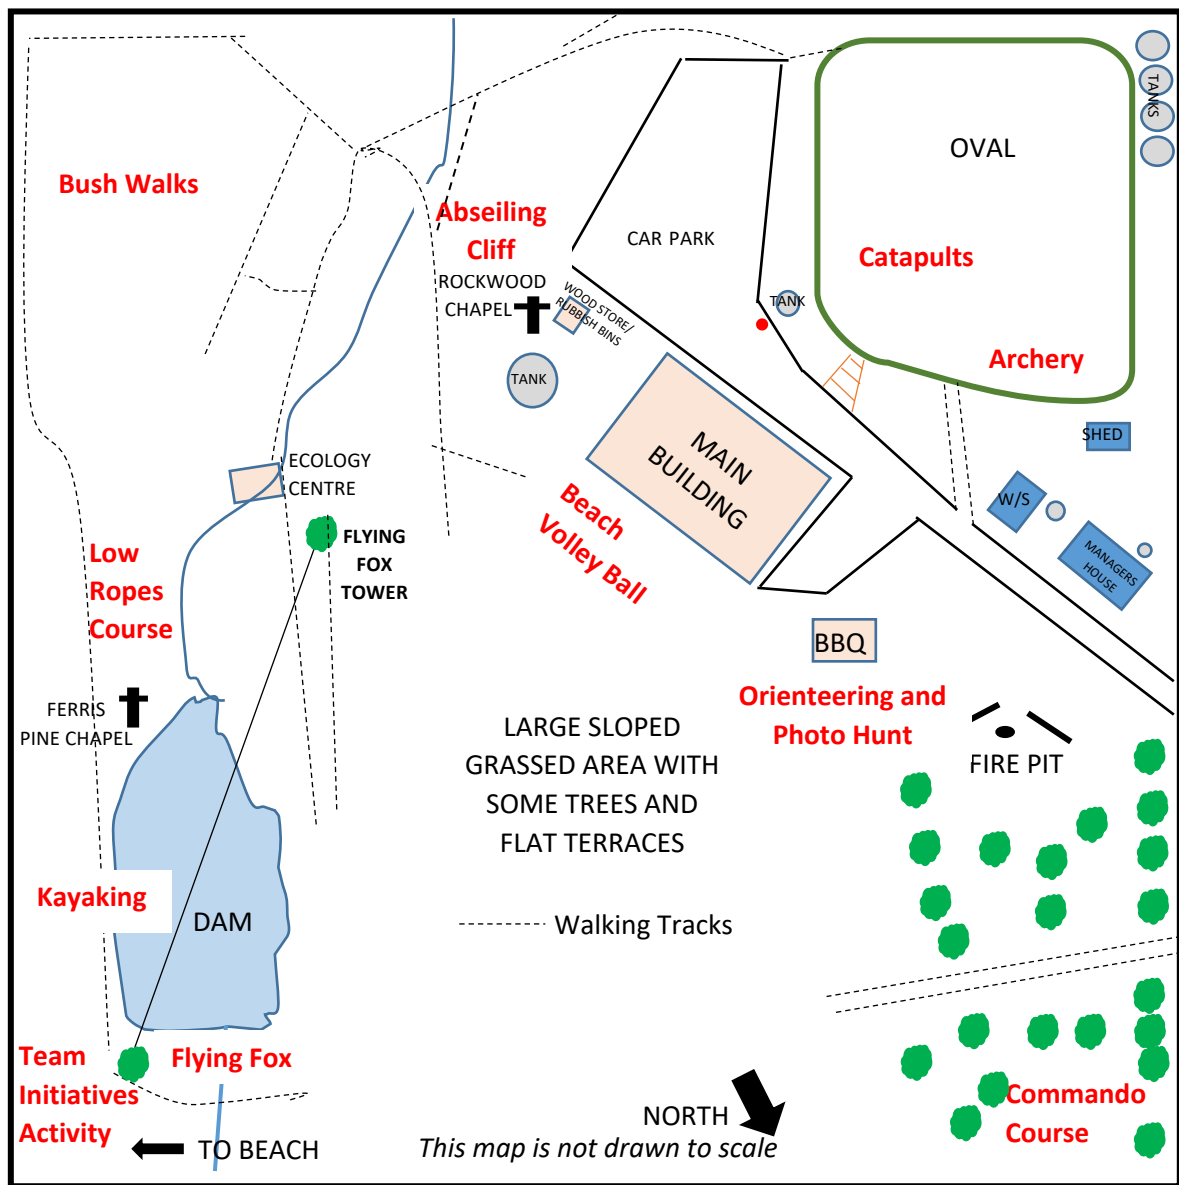 TANKS
OVAL
Bush Walks
Abseiling
Cliff
CAR PARK
Catapults
ROCKWOOD
CHAPEL
WOOD STORE/
RUBBISH BINS
TANK
TANK
Archery
SHED
MAIN
BUILDING
ECOLOGY
CENTRE
Beach
Volley Ball
W/S
MANAGERS
HOUSE
FLYING
FOX
TOWER
Low
Ropes
Course
BBQ
FERRIS
PINE CHAPEL
Orienteering and
Photo Hunt
LARGE SLOPED
GRASSED AREA WITH
SOME TREES AND
FLAT TERRACES
FIRE PIT
Kayaking
DAM
Walking Tracks
Team
Initiatives
Activity
Flying Fox
Commando
Course
NORTH
TO BEACH
This map is not drawn to scale